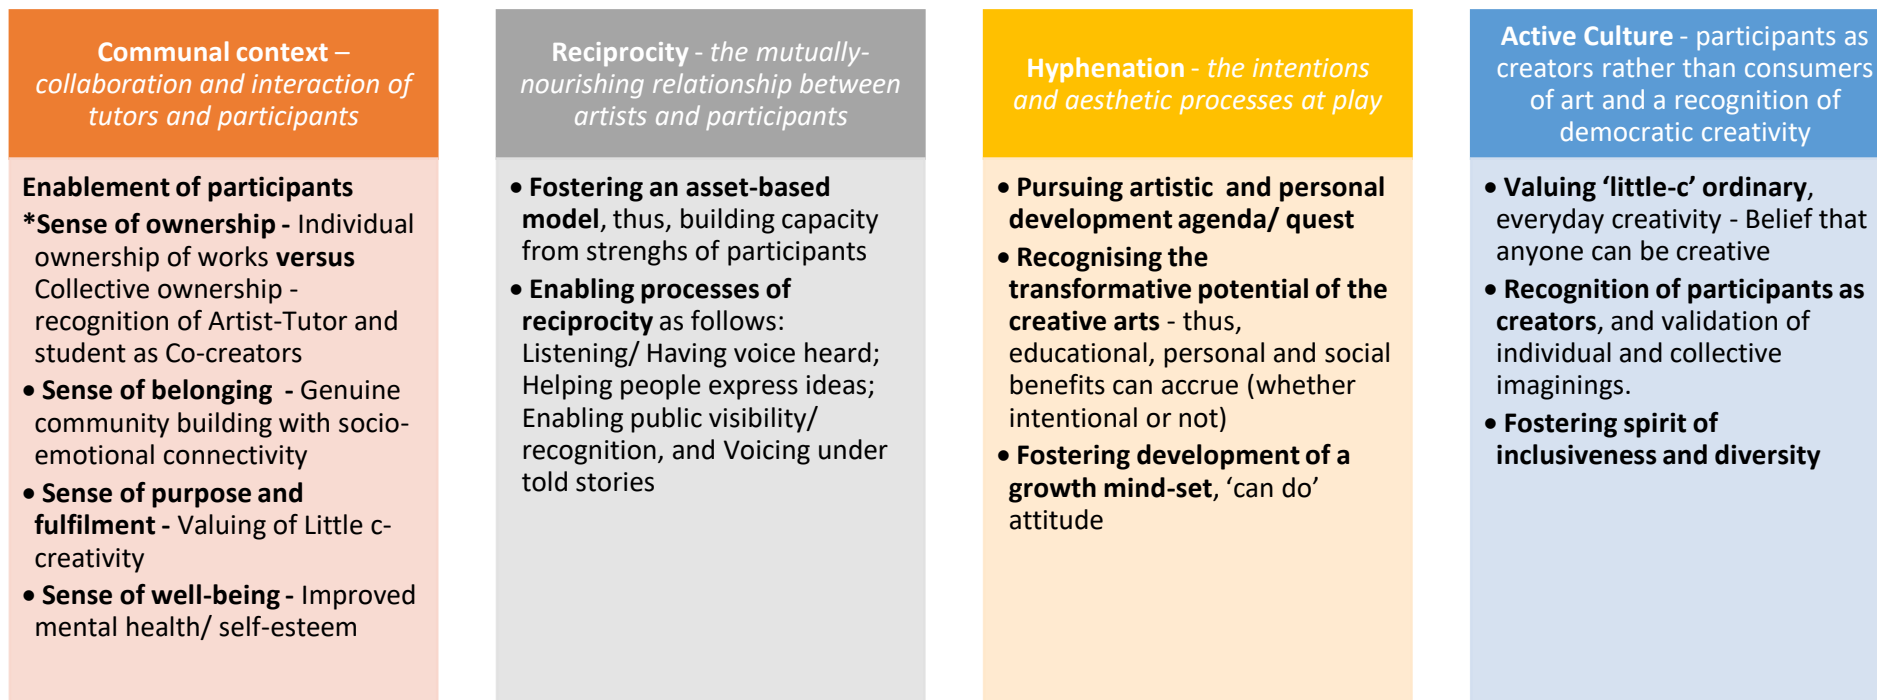 Communal context –
collaboration and interaction of
tutors and participants
Enablement of participants
*Sense of ownership - Individual
ownership of works versus
Collective ownership -
recognition of Artist-Tutor and
student as Co-creators
• Sense of belonging - Genuine
community building with socio-
emotional connectivity
• Sense of purpose and
fulfilment - Valuing of Little c-
creativity
• Sense of well-being - Improved
mental health/ self-esteem
Reciprocity - the mutually-
nourishing relationship between
artists and participants
• Fostering an asset-based
model, thus, building capacity
from strenghs of participants
• Enabling processes of
reciprocity as follows:
Listening/ Having voice heard;
Helping people express ideas;
Enabling public visibility/
recognition, and Voicing under
told stories
Hyphenation - the intentions
and aesthetic processes at play
• Pursuing artistic and personal
development agenda/ quest
• Recognising the
transformative potential of the
creative arts - thus,
educational, personal and social
benefits can accrue (whether
intentional or not)
• Fostering development of a
growth mind-set, ‘can do’
attitude
Active Culture - participants as
creators rather than consumers
of art and a recognition of
democratic creativity
• Valuing ‘little-c’ ordinary,
everyday creativity - Belief that
anyone can be creative
• Recognition of participants as
creators, and validation of
individual and collective
imaginings.
• Fostering spirit of
inclusiveness and diversity